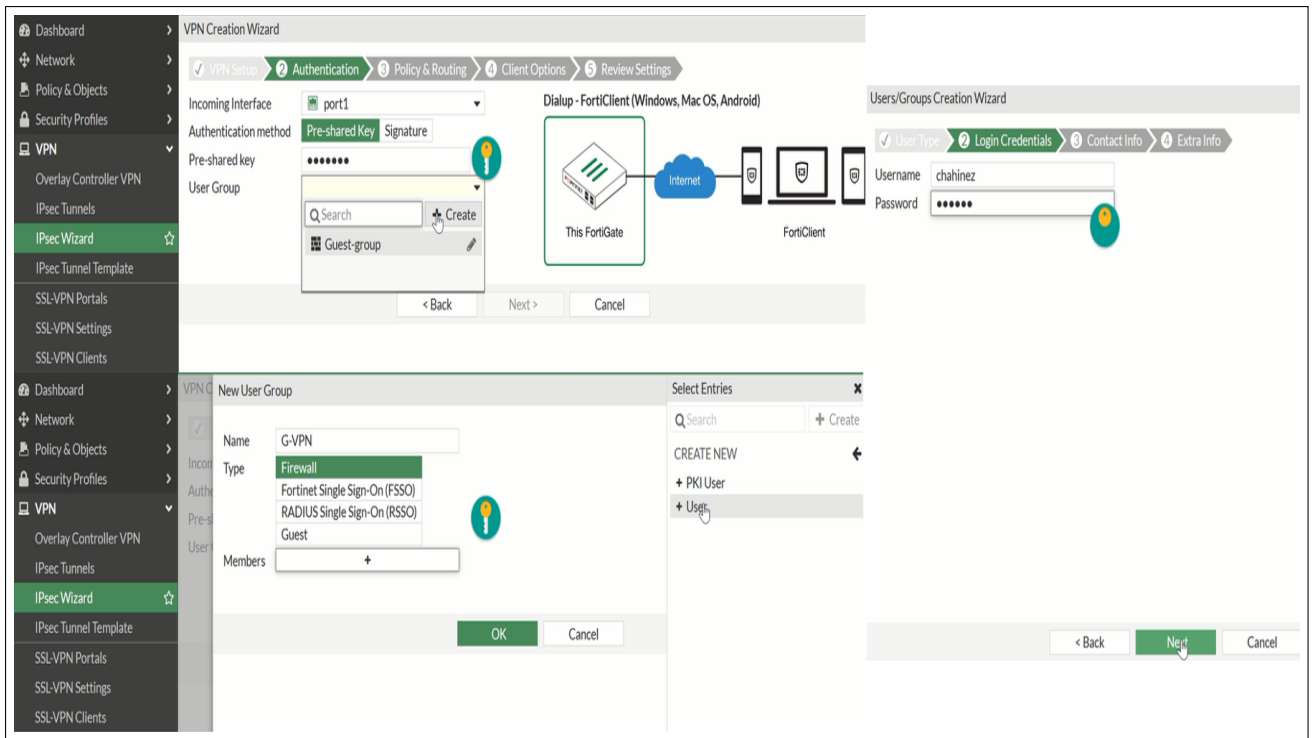 Dashboard
Network
Policy & Objects
Security Profiles
VPN
Overlay Controller VPN
IPsec Tunnels
IPsec Wizard
IPsec Tunnel Template
SSL-VPN Portals
SSL-VPN Settings
SSL-VPN Clients
VPN Creation Wizard
VPN Setup 2 Authentication 3 Policy & Routing 4 Client Options 5 Review Settings
Incoming Interface port1
Authentication method Pre-shared Key Signature
Pre-shared key •••••••
User Group
Search + Create
Guest-group
Dialup - FortiClient (Windows, Mac OS, Android)
Internet
This FortiGate FortiClient
< Back Next > Cancel
Users/Groups Creation Wizard
User Type 2 Login Credentials 3 Contact Info 4 Extra Info
Username chahinez
Password ••••••
< Back Next Cancel
Dashboard
Network
Policy & Objects
Security Profiles
VPN
Overlay Controller VPN
IPsec Tunnels
IPsec Wizard
IPsec Tunnel Template
SSL-VPN Portals
SSL-VPN Settings
SSL-VPN Clients
VPN C
Incom
Authe
Pre-s
User
New User Group
Name G-VPN
Type Firewall
Fortinet Single Sign-On (FSSO)
RADIUS Single Sign-On (RSSO)
Guest
Members +
OK Cancel
Select Entries
Search + Create
CREATE NEW
+ PKI User
+ User